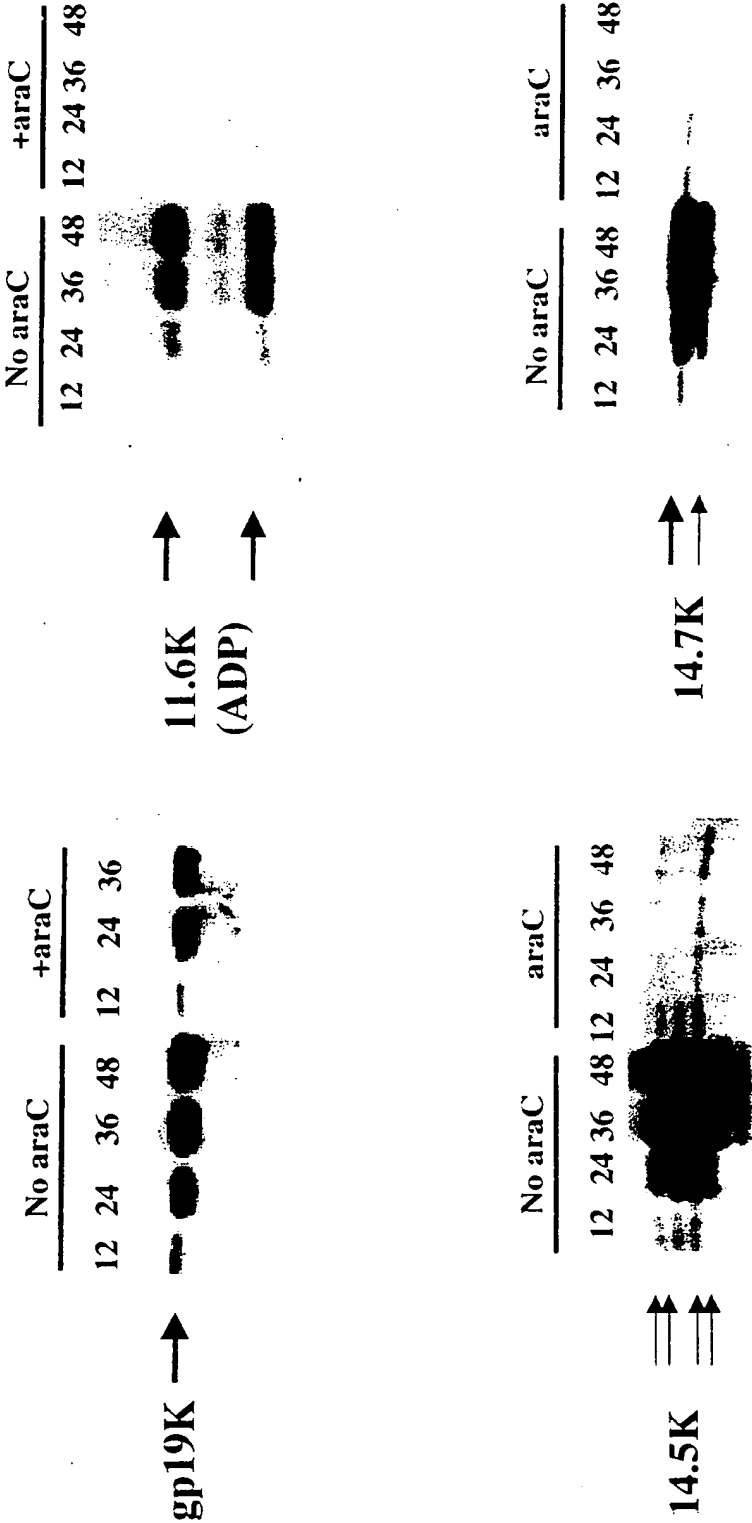 No araC +araC
12 24 36 48 12 24 36
gp19K
No araC +araC
12 24 36 48 12 24 36 48
11.6K
(ADP)
No araC araC
12 24 36 48 12 24 36 48
14.5K
No araC araC
12 24 36 48 12 24 36 48
14.7K